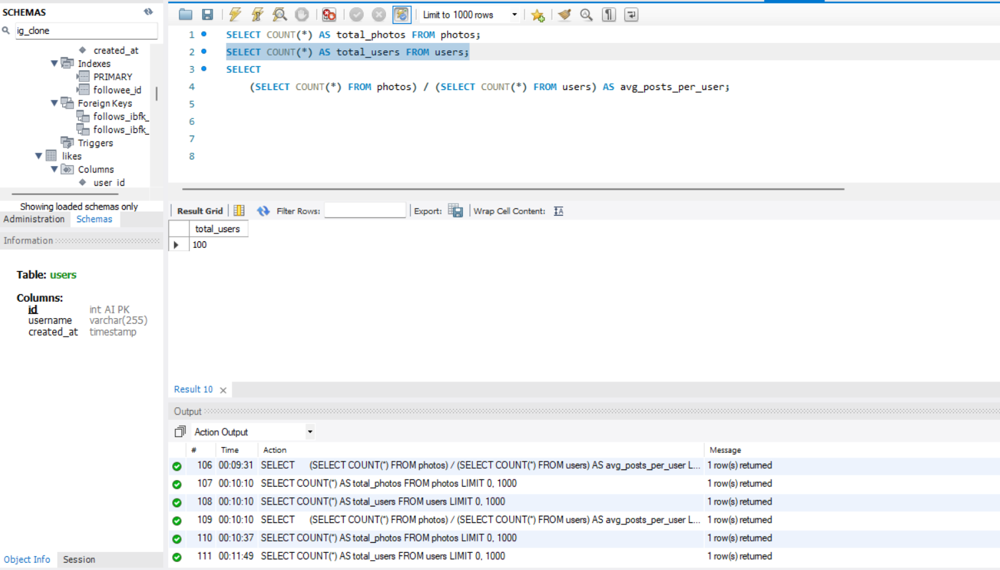 SCHEMAS
ig_clone
created_at
Indexes
PRIMARY
followee_id
Foreign Keys
follows_ibfk_
follows_ibfk_
Triggers
likes
Columns
user_id
Showing loaded schemas only
Administration Schemas
Information
Table: users
Columns:
id int AI PK
username varchar(255)
created_at timestamp
Object Info Session
Limit to 1000 rows
1 SELECT COUNT(*) AS total_photos FROM photos;
2 SELECT COUNT(*) AS total_users FROM users;
3 SELECT
4 (SELECT COUNT(*) FROM photos) / (SELECT COUNT(*) FROM users) AS avg_posts_per_user;
5
6
7
8
Result Grid Filter Rows: Export: Wrap Cell Content:
total_users
100
Result 10
Output
Action Output
# Time Action Message
106 00:09:31 SELECT (SELECT COUNT(*) FROM photos) / (SELECT COUNT(*) FROM users) AS avg_posts_per_user L... 1 row(s) returned
107 00:10:10 SELECT COUNT(*) AS total_photos FROM photos LIMIT 0, 1000 1 row(s) returned
108 00:10:10 SELECT COUNT(*) AS total_users FROM users LIMIT 0, 1000 1 row(s) returned
109 00:10:10 SELECT (SELECT COUNT(*) FROM photos) / (SELECT COUNT(*) FROM users) AS avg_posts_per_user L... 1 row(s) returned
110 00:10:37 SELECT COUNT(*) AS total_photos FROM photos LIMIT 0, 1000 1 row(s) returned
111 00:11:49 SELECT COUNT(*) AS total_users FROM users LIMIT 0, 1000 1 row(s) returned